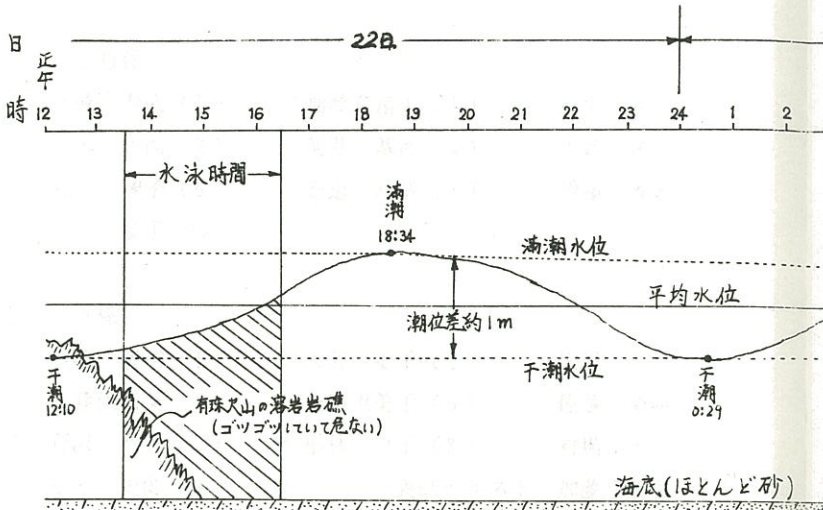 日 22日
正午
時 12 13 14 15 16 17 18 19 20 21 22 23 24 1 2
水泳時間
満潮
18:34
満潮水位
平均水位
潮位差約1m
干潮水位
干潮
12:10
干潮
0:29
有珠火山の溶岩岩礁
(ゴツゴツしていて危ない)
海底(ほとんど砂)